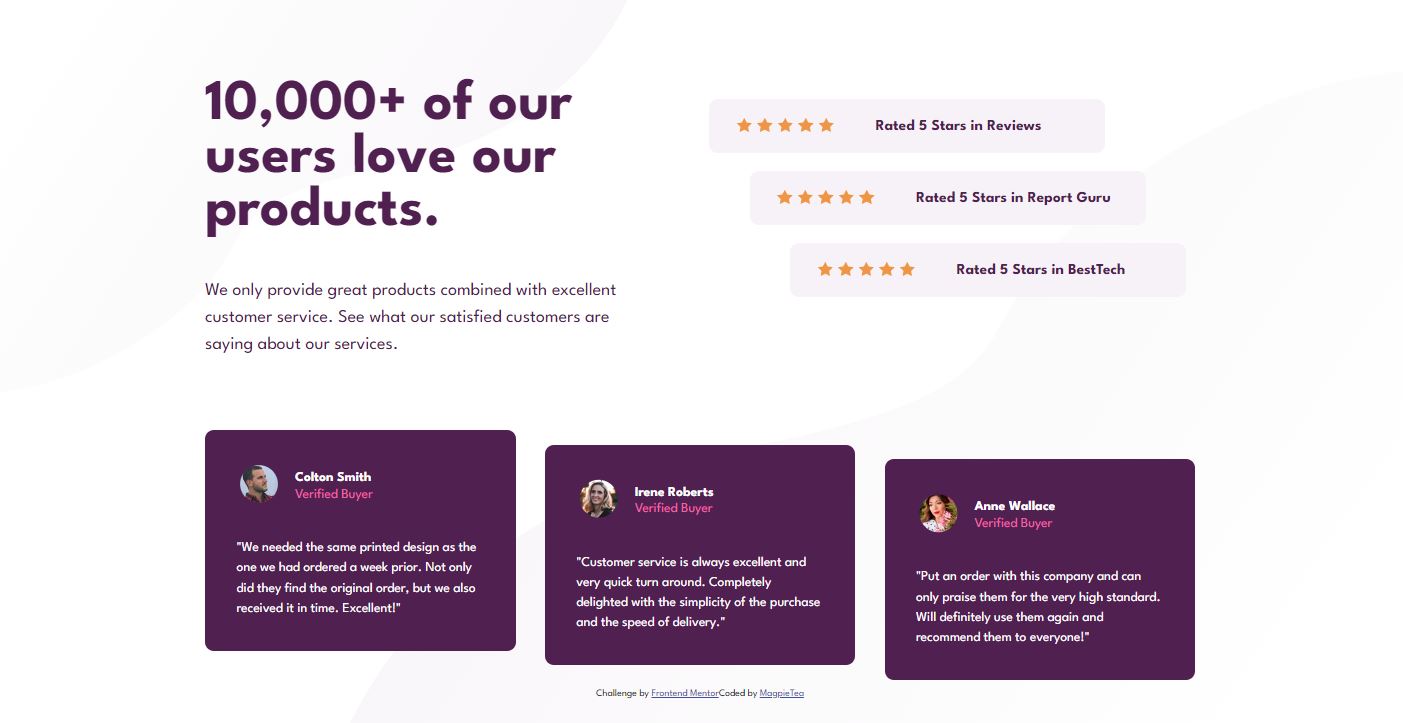 10,000+ of our
users love our
products.
We only provide great products combined with excellent
customer service. See what our satisfied customers are
saying about our services.
Rated 5 Stars in Reviews
Rated 5 Stars in Report Guru
Rated 5 Stars in BestTech
Colton Smith
Verified Buyer
"We needed the same printed design as the
one we had ordered a week prior. Not only
did they find the original order, but we also
received it in time. Excellent!"
Irene Roberts
Verified Buyer
"Customer service is always excellent and
very quick turn around. Completely
delighted with the simplicity of the purchase
and the speed of delivery."
Anne Wallace
Verified Buyer
"Put an order with this company and can
only praise them for the very high standard.
Will definitely use them again and
recommend them to everyone!"
Challenge by Frontend MentorCoded by MagpieTea